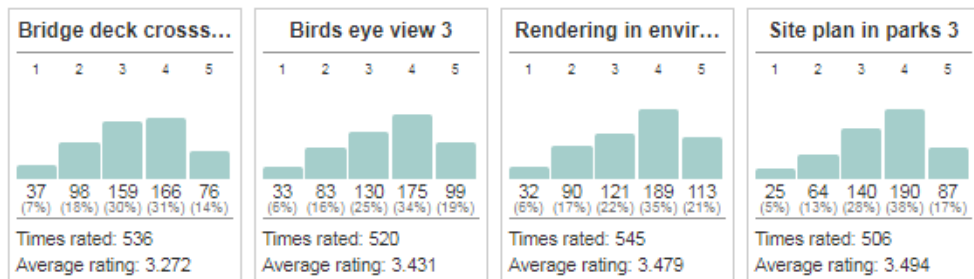 Bridge deck crosss...
1 2 3 4 5
37 98 159 166 76
(7%) (18%) (30%) (31%) (14%)
Times rated: 536
Average rating: 3.272
Birds eye view 3
1 2 3 4 5
33 83 130 175 99
(6%) (16%) (25%) (34%) (19%)
Times rated: 520
Average rating: 3.431
Rendering in envir...
1 2 3 4 5
32 90 121 189 113
(6%) (17%) (22%) (35%) (21%)
Times rated: 545
Average rating: 3.479
Site plan in parks 3
1 2 3 4 5
25 64 140 190 87
(5%) (13%) (28%) (38%) (17%)
Times rated: 506
Average rating: 3.494